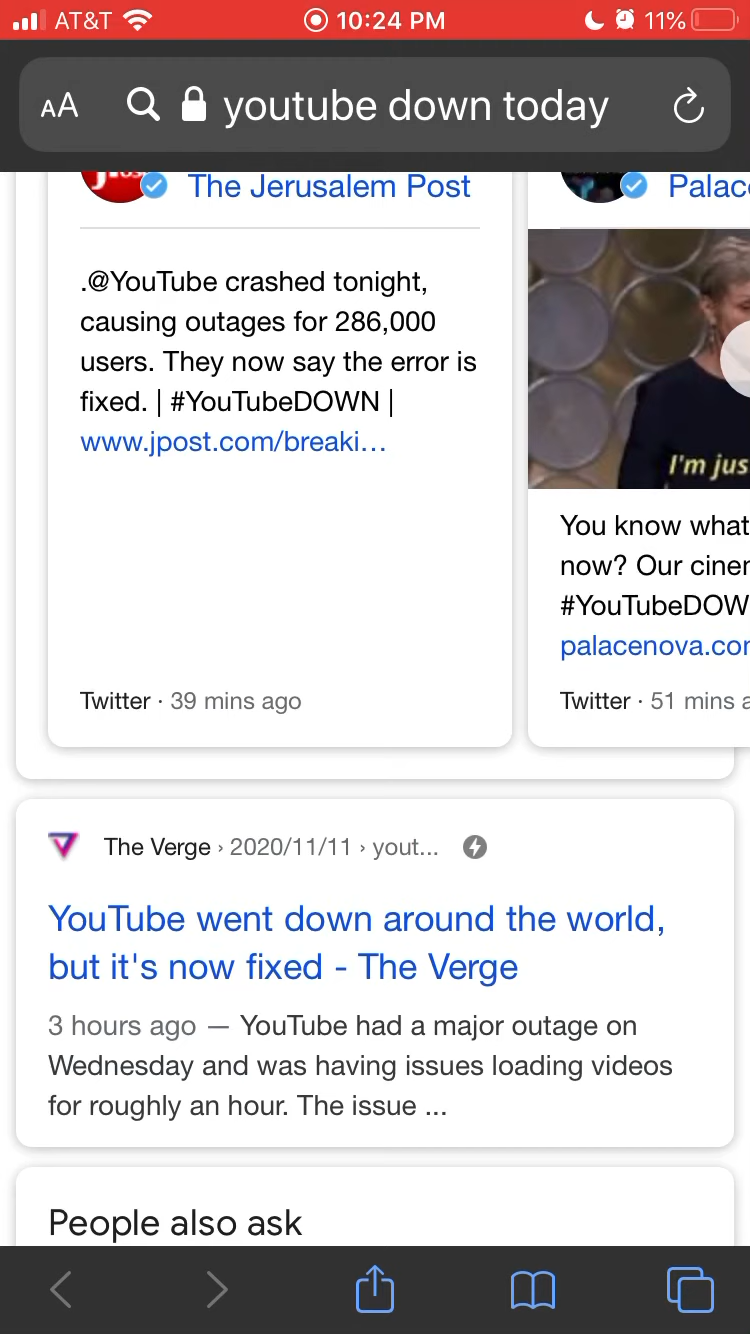 AT&T 10:24 PM 11%
AA youtube down today
The Jerusalem Post
.@YouTube crashed tonight,
causing outages for 286,000
users. They now say the error is
fixed. | #YouTubeDOWN |
www.jpost.com/breaki...
Twitter · 39 mins ago
Palac
I'm jus
You know what
now? Our ciner
#YouTubeDOW
palacenova.cor
Twitter · 51 mins a
The Verge › 2020/11/11 › yout...
YouTube went down around the world,
but it's now fixed - The Verge
3 hours ago — YouTube had a major outage on
Wednesday and was having issues loading videos
for roughly an hour. The issue ...
People also ask